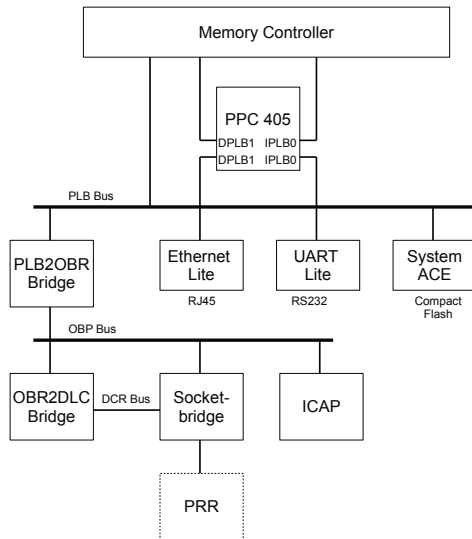 Memory Controller
PPC 405
DPLB1 IPLB0
DPLB1 IPLB0
PLB Bus
PLB2OBR
Bridge
Ethernet
Lite
UART
Lite
System
ACE
RJ45
RS232
Compact
Flash
OBP Bus
OBR2DLC
Bridge
DCR Bus
Socket-
bridge
ICAP
PRR